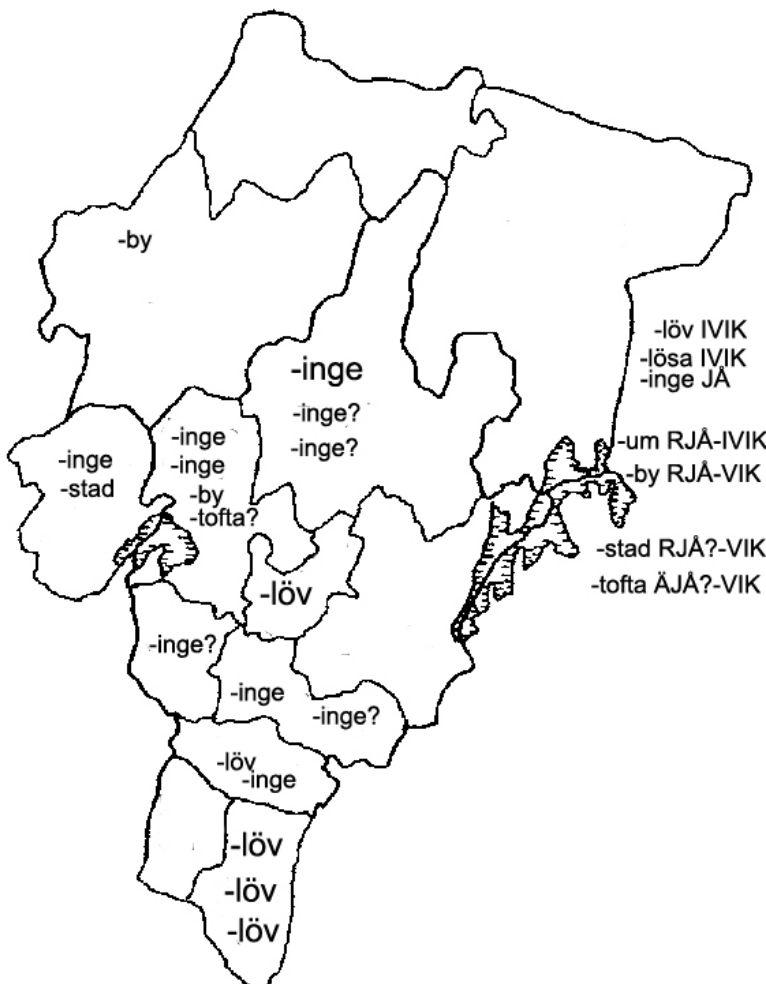 -by
-löv IVIK
-lösa IVIK
-inge JÅ
-inge
-inge?
-inge?
-inge
-inge
-by
-tofta?
-inge
-stad
-um RJÅ-IVIK
-by RJÅ-VIK
-stad RJÅ?-VIK
-tofta ÄJÅ?-VIK
-löv
-inge?
-inge
-inge?
-löv
-inge
-löv
-löv
-löv